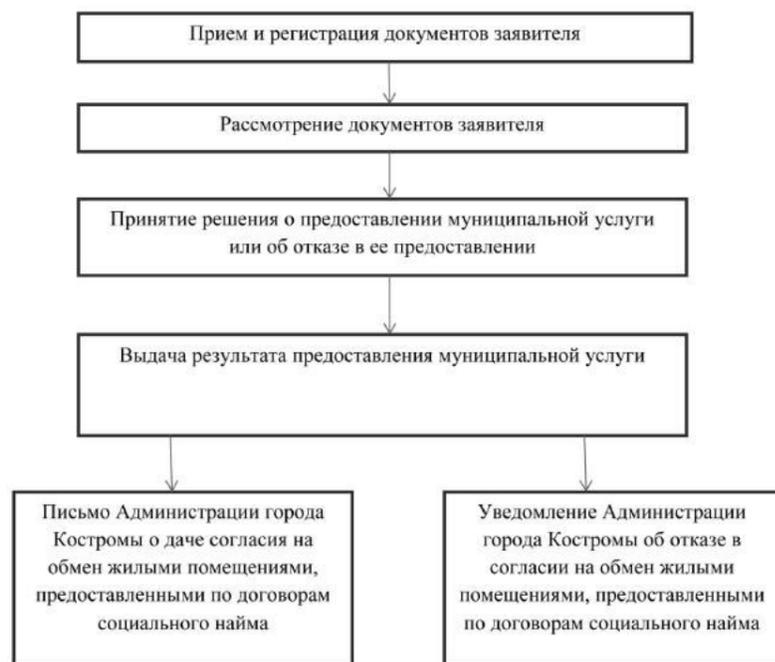 Прием и регистрация документов заявителя
Рассмотрение документов заявителя
Принятие решения о предоставлении муниципальной услуги
или об отказе в ее предоставлении
Выдача результата предоставления муниципальной услуги
Письмо Администрации города
Костромы о даче согласия на
обмен жилыми помещениями,
предоставленными по договорам
социального найма
Уведомление Администрации
города Костромы об отказе в
согласии на обмен жилыми
помещениями, предоставленными
по договорам социального найма